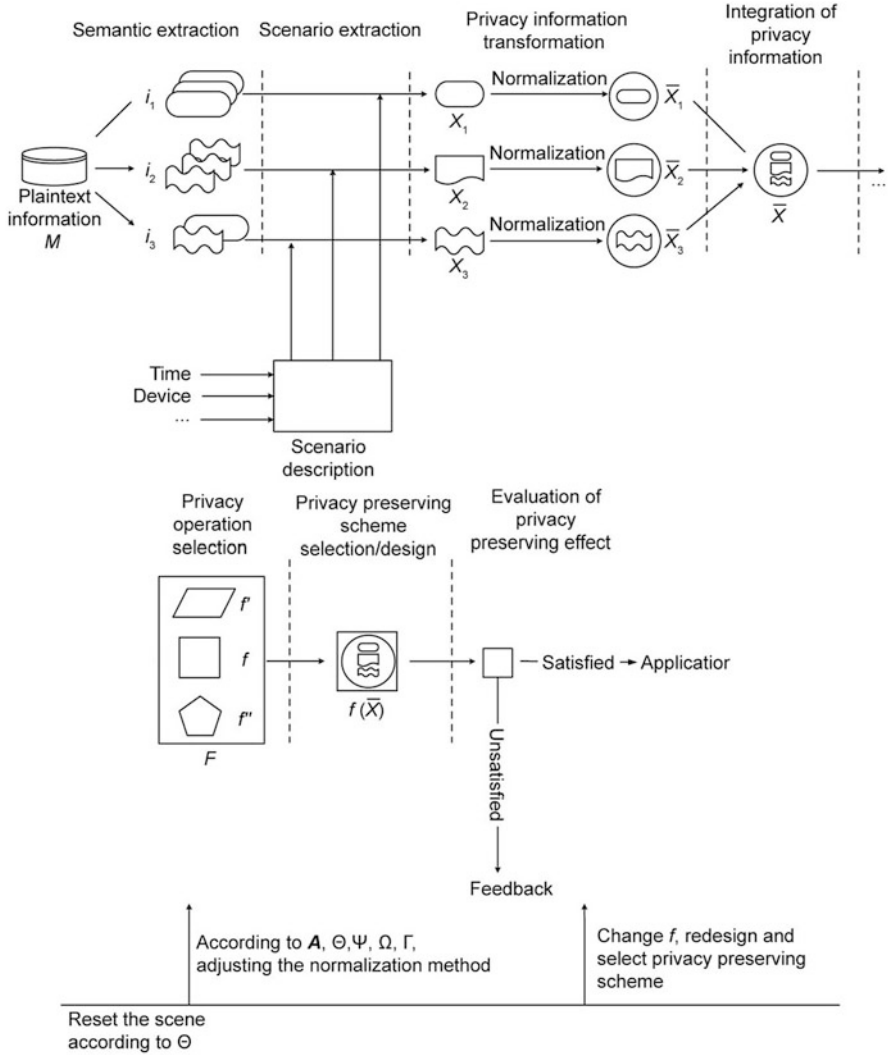 Semantic extraction
Scenario extraction
Privacy information
transformation
Integration of
privacy
information
i₁
X₁
Normalization
X̅₁
Plaintext
information
M
i₂
X₂
Normalization
X̅₂
X̅
...
i₃
X₃
Normalization
X̅₃
Time
Device
...
Scenario
description
Privacy
operation
selection
Privacy preserving
scheme
selection/design
Evaluation of
privacy
preserving effect
f'
f
f"
F
f (X̅)
Satisfied
Applicatior
Unsatisfied
Feedback
According to A, Θ,Ψ, Ω, Γ,
adjusting the normalization method
Change f, redesign and
select privacy preserving
scheme
Reset the scene
according to Θ